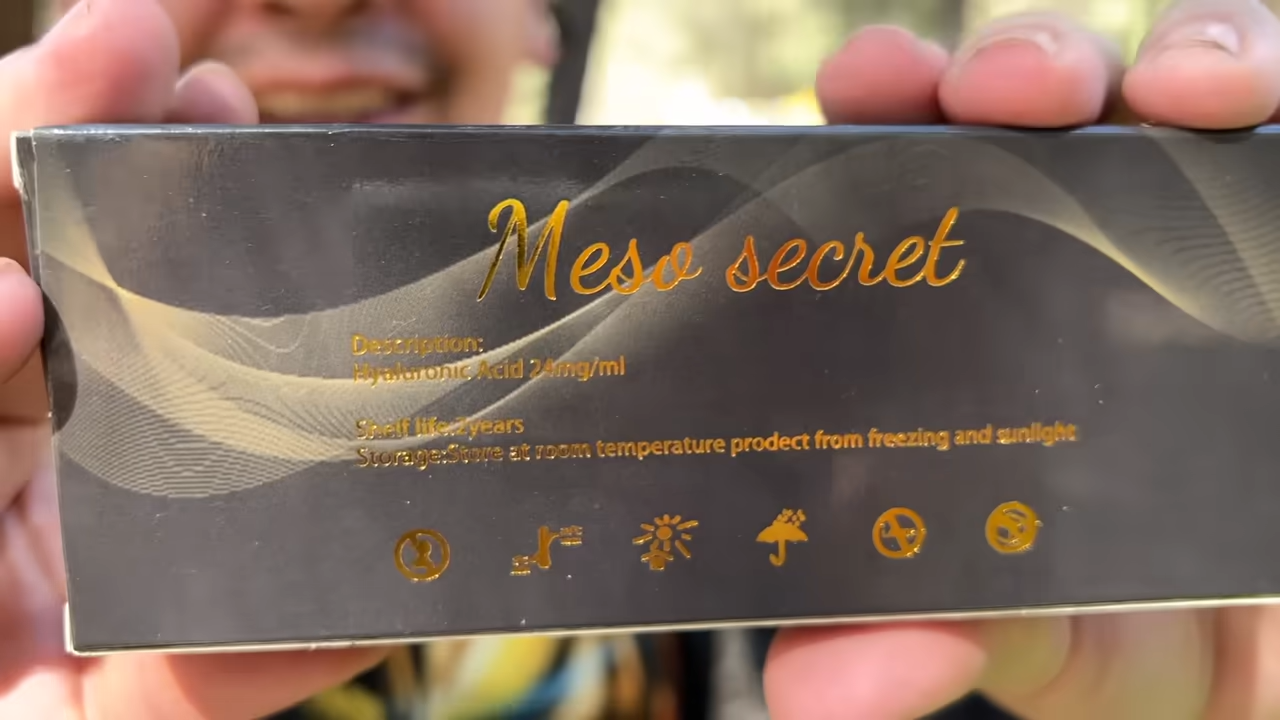 Meso secret
Description:
Hyaluronic Acid 24mg/ml
Shelf life:2years
Storage:Store at room temperature prodect from freezing and sunlight